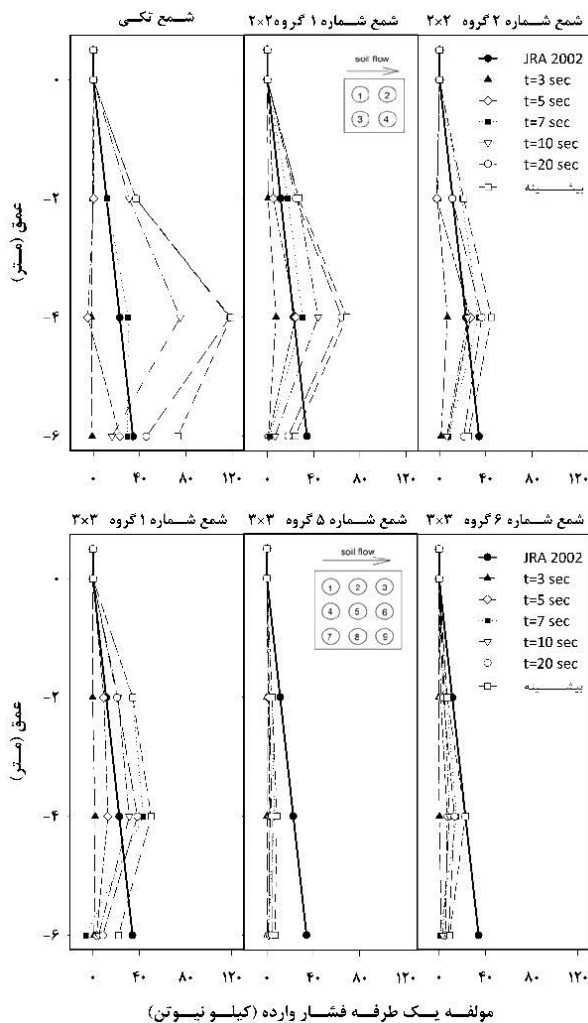 شمع تکی
شمع شماره ۱ گروه ۲×۲
شمع شماره ۲ گروه ۲×۲
soil flow
1 2
3 4
JRA 2002
t=3 sec
t=5 sec
t=7 sec
t=10 sec
t=20 sec
بیشینه
عمق (متر)
۰
-۲
-۴
-۶
۰ ۴۰ ۸۰ ۱۲۰
۰ ۴۰ ۸۰ ۱۲۰
۰ ۴۰ ۸۰ ۱۲۰
شمع شماره ۱ گروه ۳×۳
شمع شماره ۵ گروه ۳×۳
شمع شماره ۶ گروه ۳×۳
soil flow
1 2 3
4 5 6
7 8 9
JRA 2002
t=3 sec
t=5 sec
t=7 sec
t=10 sec
t=20 sec
بیشینه
عمق (متر)
۰
-۲
-۴
-۶
۰ ۴۰ ۸۰ ۱۲۰
۰ ۴۰ ۸۰ ۱۲۰
۰ ۴۰ ۸۰ ۱۲۰
مولفه یک طرفه فشار وارده (کیلو نیوتن)